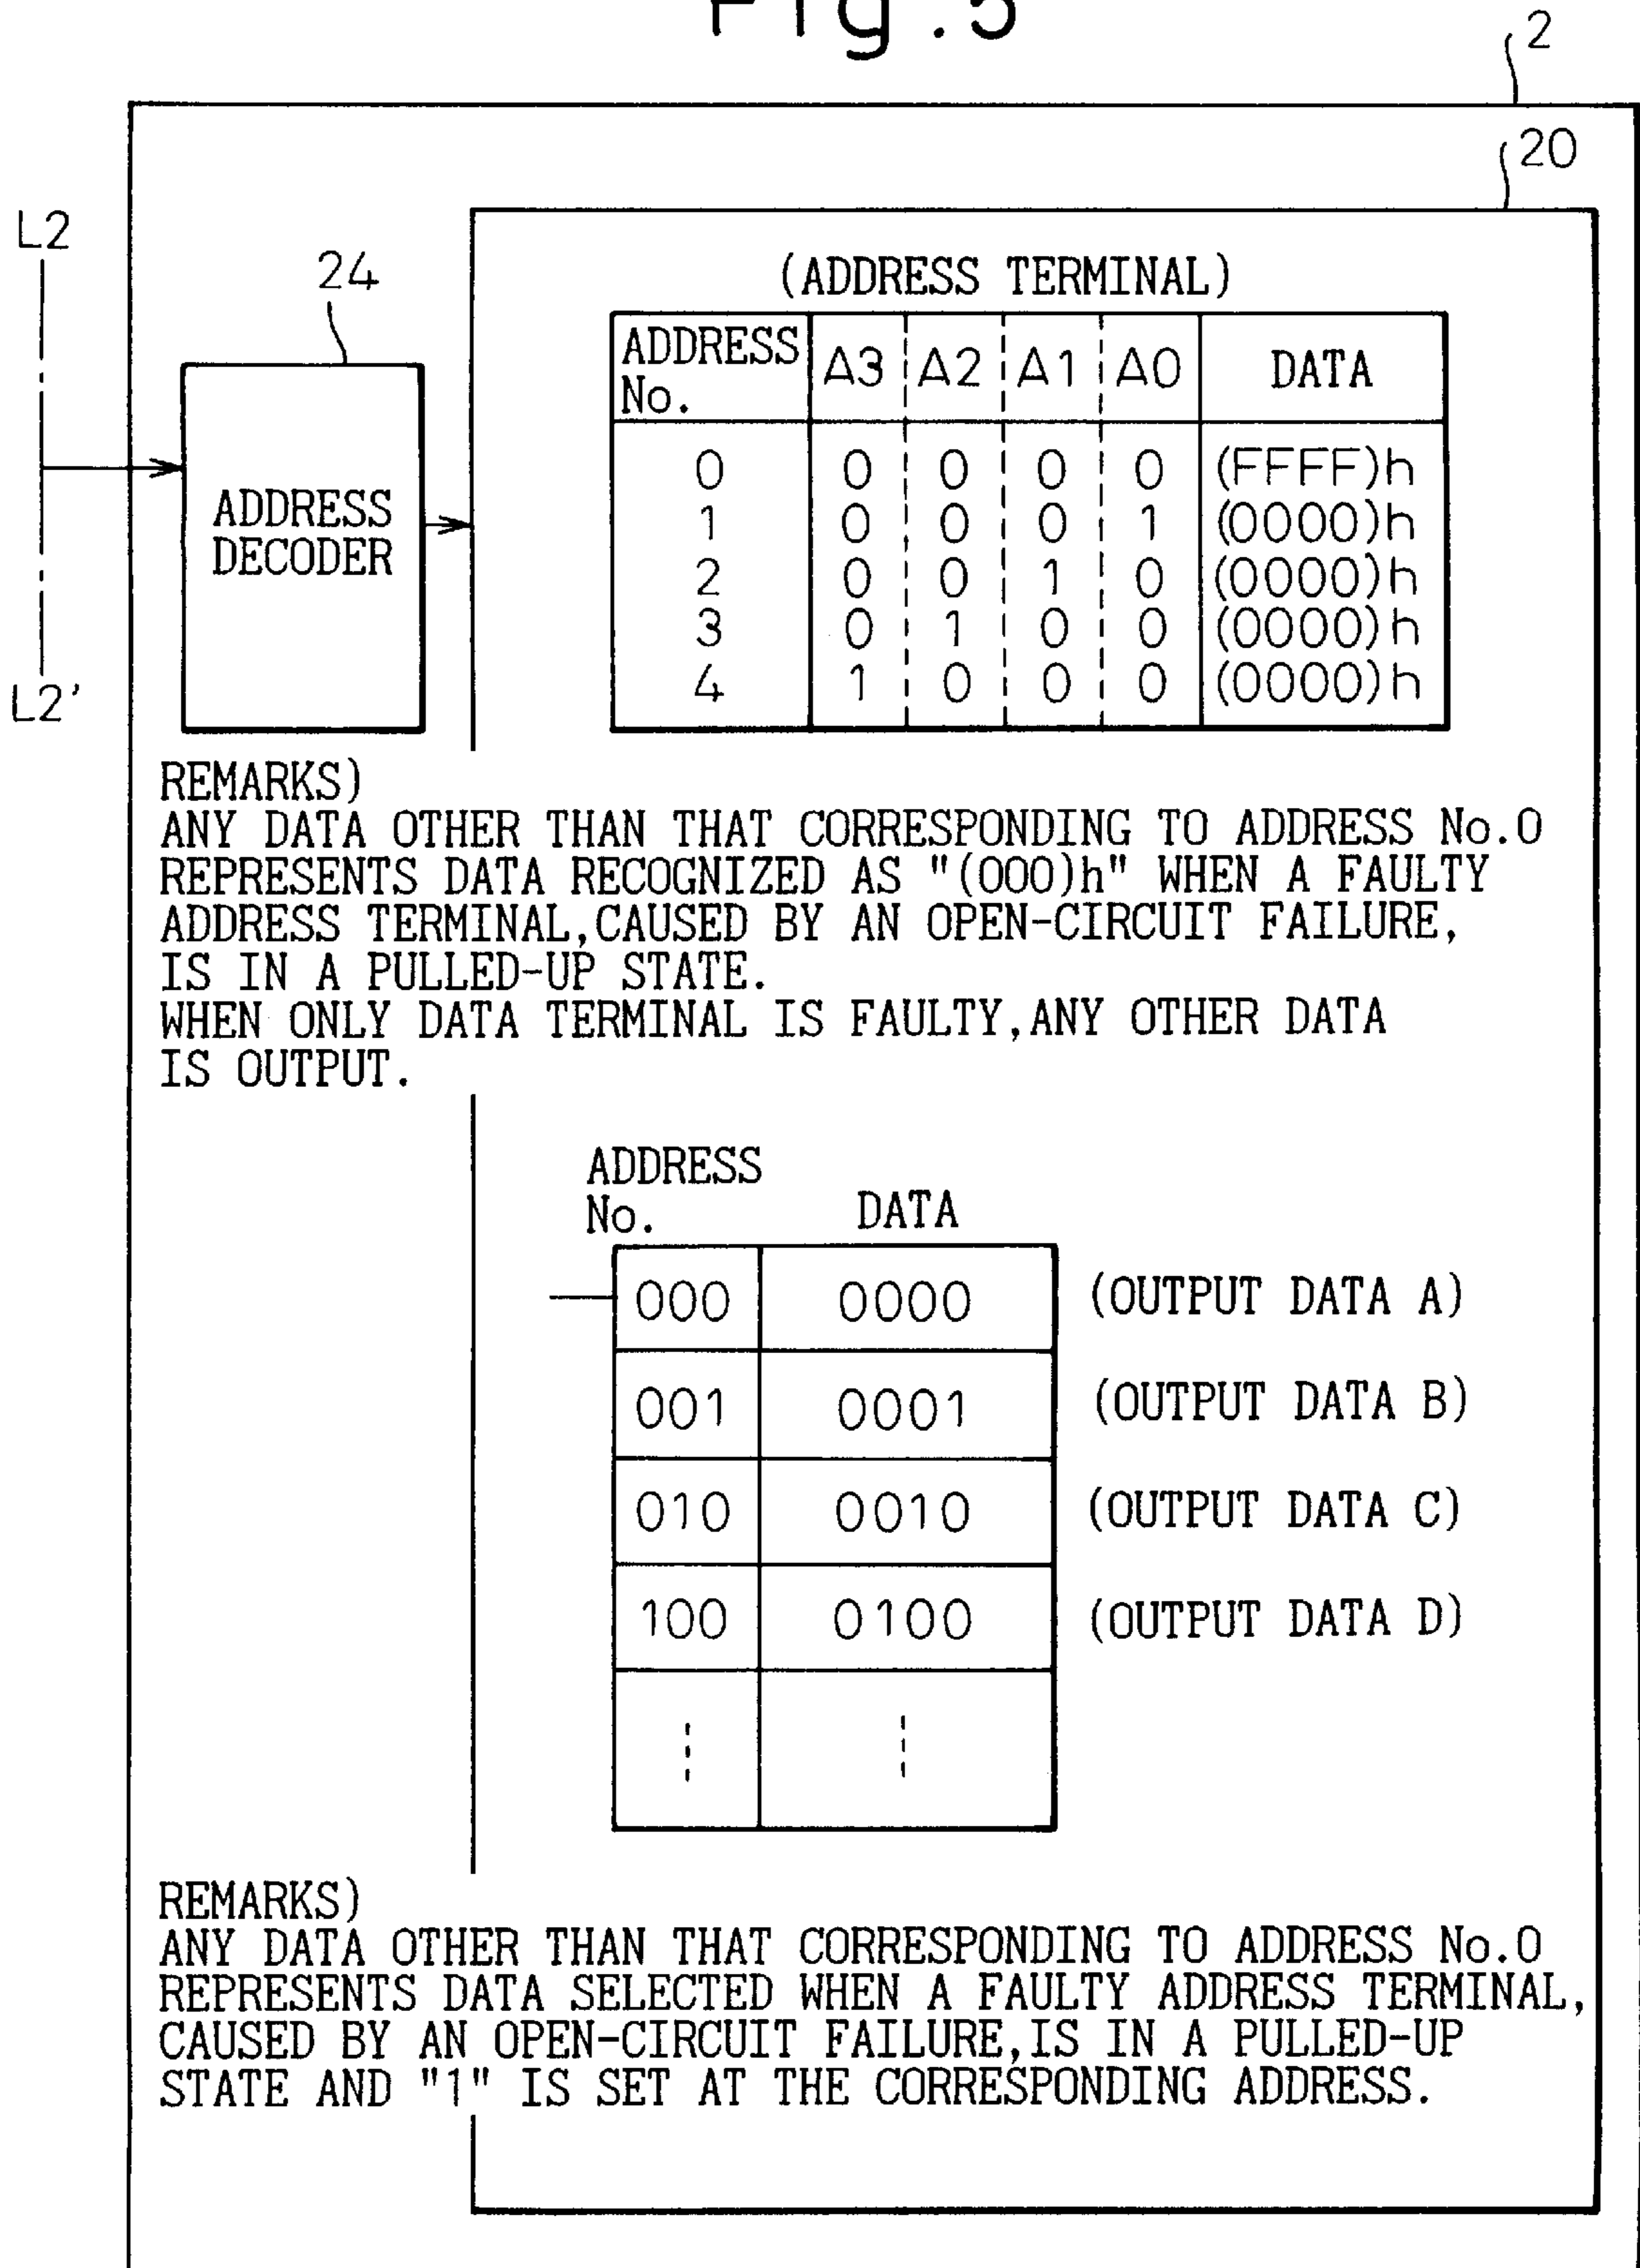 Fig.5
2
20
L2
24
(ADDRESS TERMINAL)
ADDRESS No. A3 A2 A1 A0 DATA
0 0 0 0 0 (FFFF)h
1 0 0 0 1 (0000)h
2 0 0 1 0 (0000)h
3 0 1 0 0 (0000)h
4 1 0 0 0 (0000)h
ADDRESS
DECODER
L2'
REMARKS)
ANY DATA OTHER THAN THAT CORRESPONDING TO ADDRESS No.0
REPRESENTS DATA RECOGNIZED AS "(000)h" WHEN A FAULTY
ADDRESS TERMINAL,CAUSED BY AN OPEN-CIRCUIT FAILURE,
IS IN A PULLED-UP STATE.
WHEN ONLY DATA TERMINAL IS FAULTY,ANY OTHER DATA
IS OUTPUT.
ADDRESS
No. DATA
000 0000 (OUTPUT DATA A)
001 0001 (OUTPUT DATA B)
010 0010 (OUTPUT DATA C)
100 0100 (OUTPUT DATA D)
REMARKS)
ANY DATA OTHER THAN THAT CORRESPONDING TO ADDRESS No.0
REPRESENTS DATA SELECTED WHEN A FAULTY ADDRESS TERMINAL,
CAUSED BY AN OPEN-CIRCUIT FAILURE,IS IN A PULLED-UP
STATE AND "1" IS SET AT THE CORRESPONDING ADDRESS.